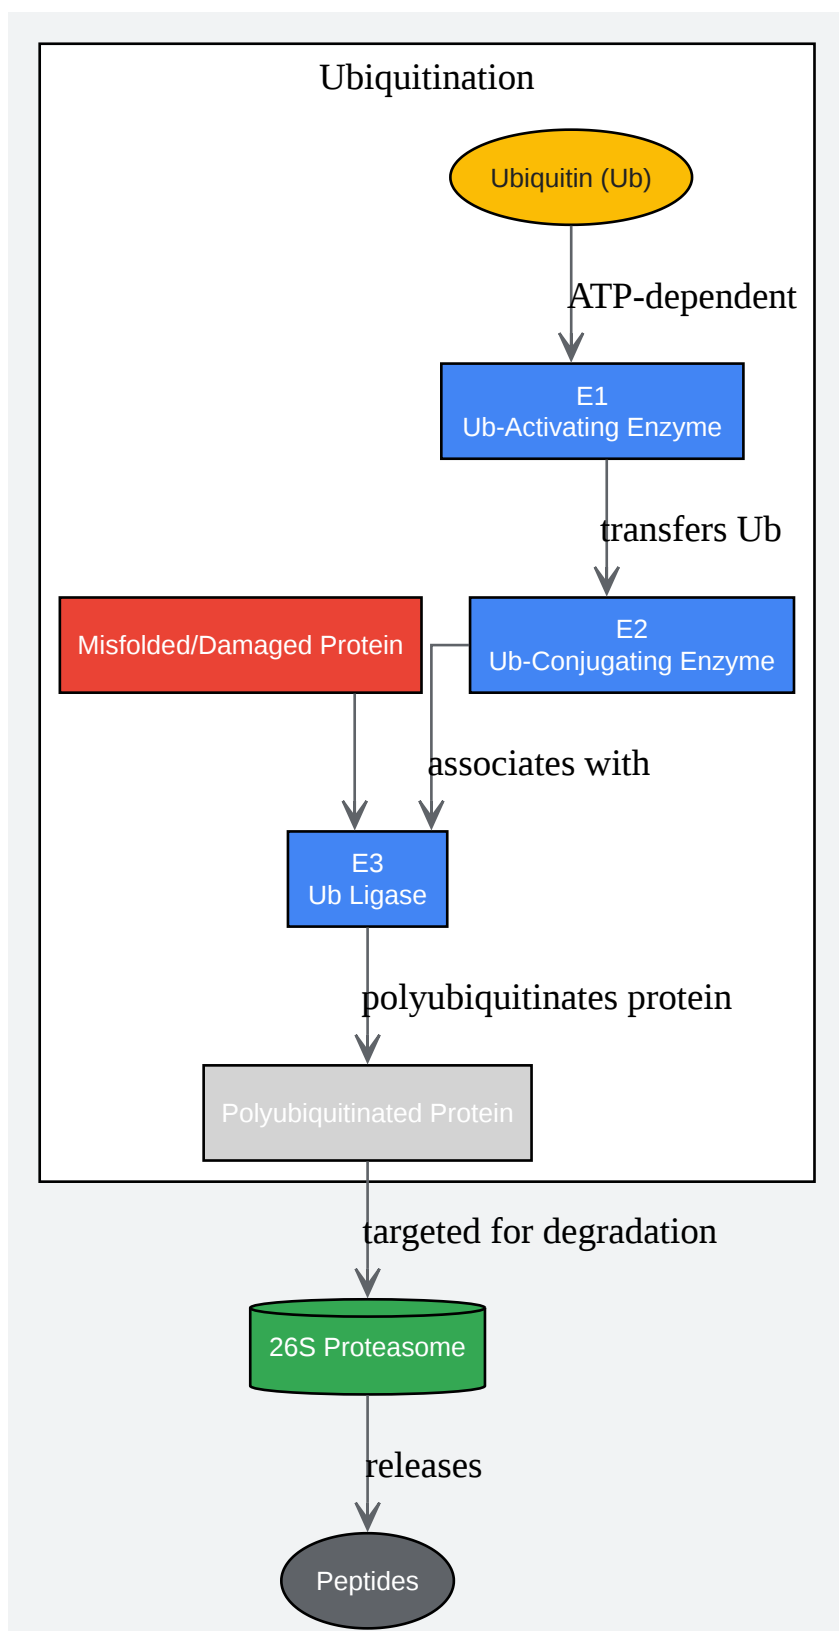 Ubiquitination
Ubiquitin (Ub)
ATP-dependent
E1
Ub-Activating Enzyme
transfers Ub
Misfolded/Damaged Protein
E2
Ub-Conjugating Enzyme
associates with
E3
Ub Ligase
polyubiquitinates protein
Polyubiquitinated Protein
targeted for degradation
26S Proteasome
releases
Peptides